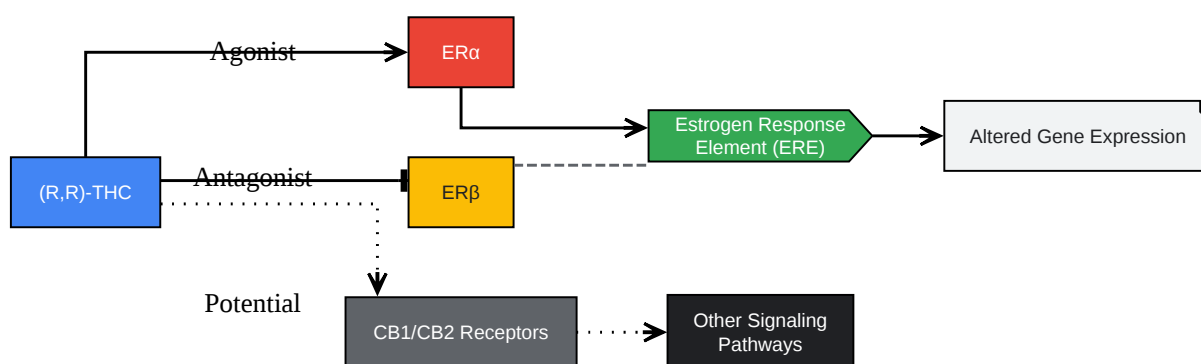 Agonist
ERα
Estrogen Response
Element (ERE)
Altered Gene Expression
(R,R)-THC
Antagonist
ERβ
Potential
CB1/CB2 Receptors
Other Signaling
Pathways